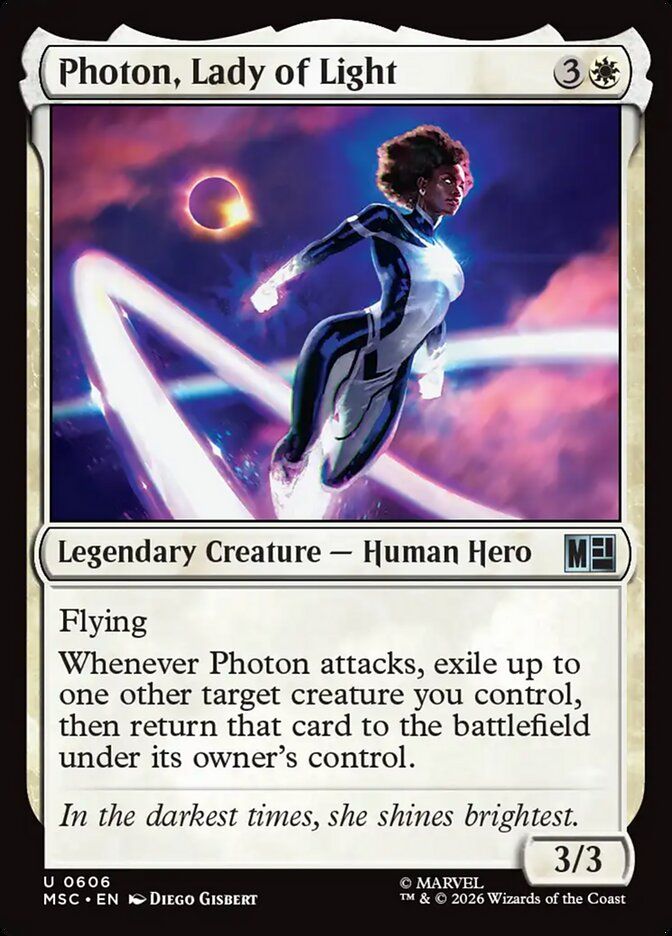 Photon, Lady of Light 3
Legendary Creature — Human Hero
Flying
Whenever Photon attacks, exile up to
one other target creature you control,
then return that card to the battlefield
under its owner's control.
In the darkest times, she shines brightest.
3/3
U 0606
MSC • EN Diego Gisbert
© MARVEL
™ & © 2026 Wizards of the Coast